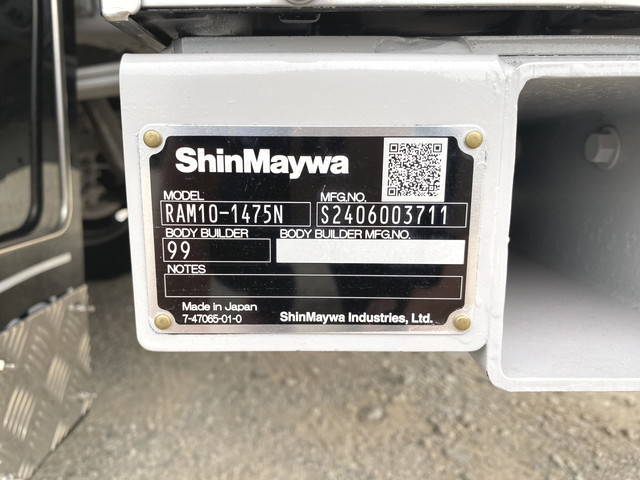 ShinMaywa
MODEL MFG.NO.
RAM10-1475N S2406003711
BODY BUILDER BODY BUILDER MFG.NO.
99
NOTES
Made in Japan
7-47065-01-0 ShinMaywa Industries, Ltd.